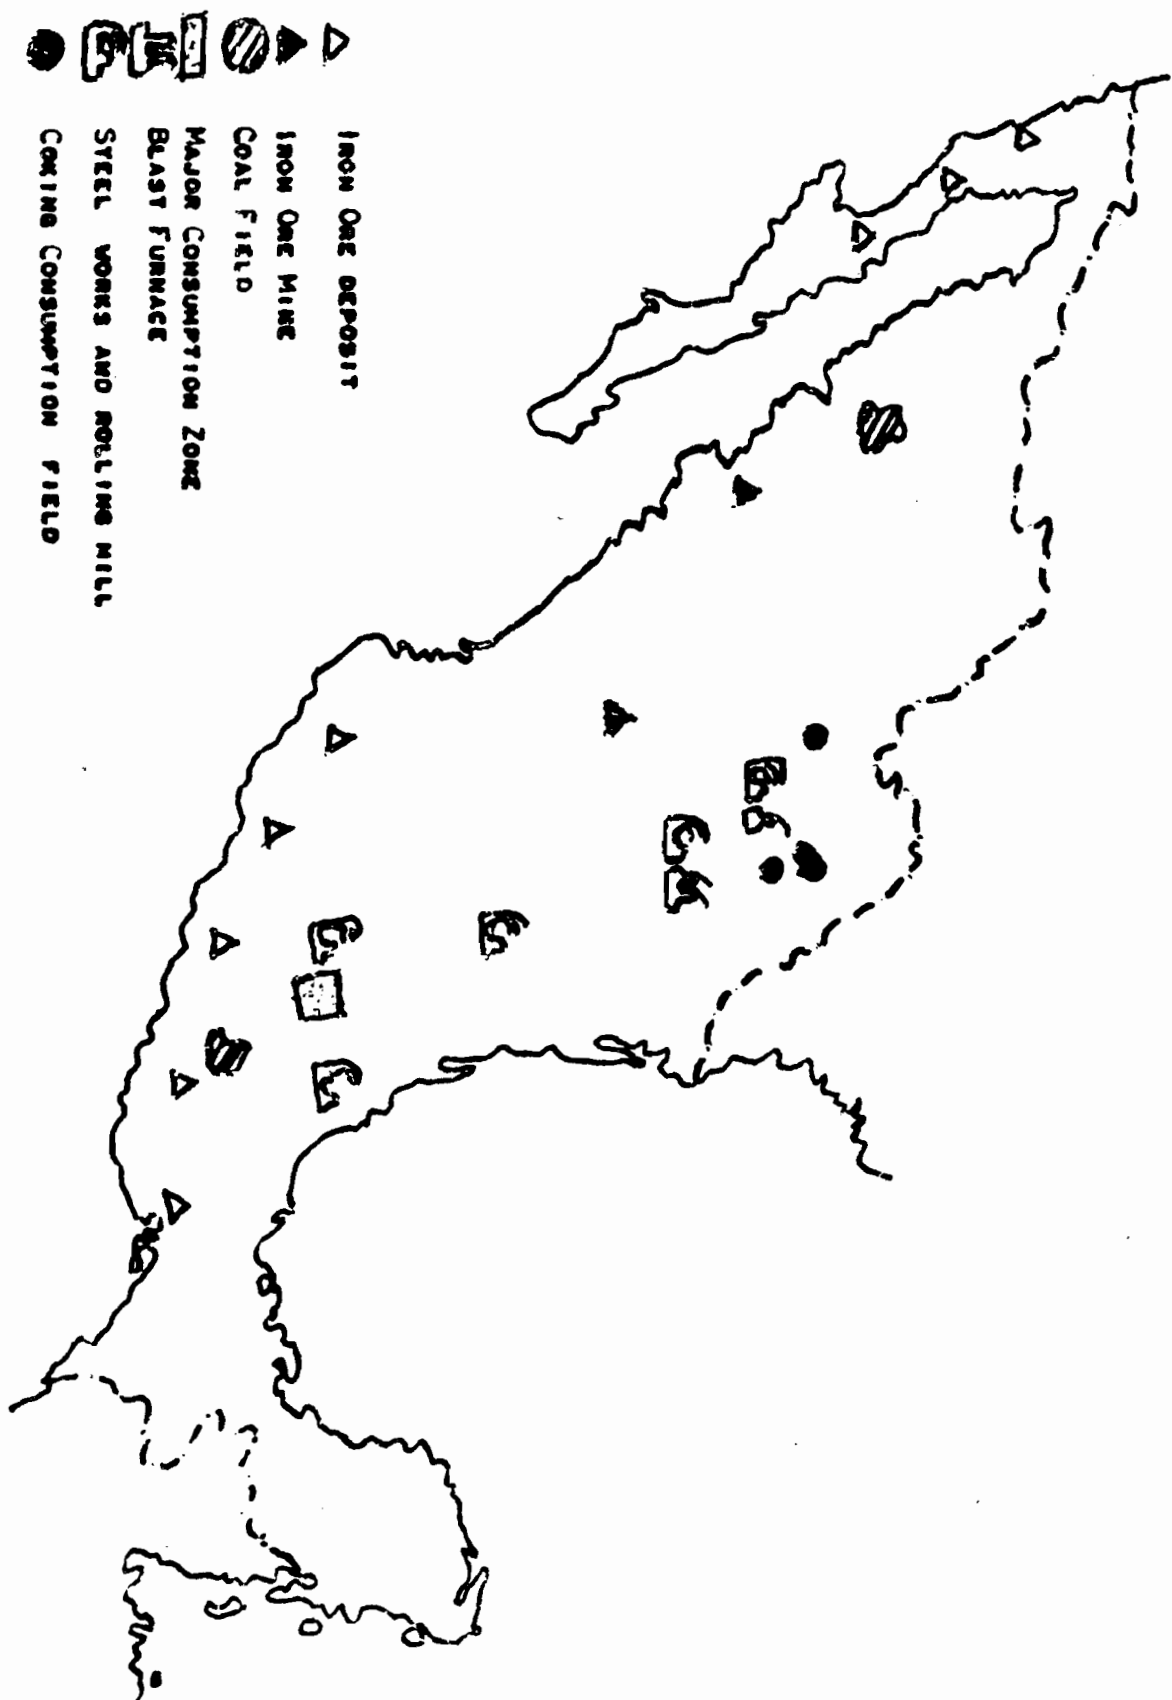 IRON ORE DEPOSIT
IRON ORE MINE
COAL FIELD
MAJOR CONSUMPTION ZONE
BLAST FURNACE
STEEL WORKS AND ROLLING MILL
COKING CONSUMPTION FIELD